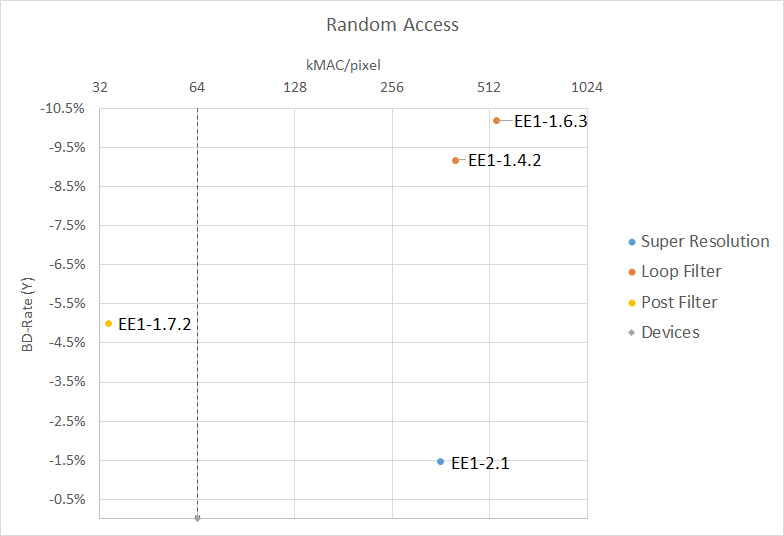 Random Access
kMAC/pixel
32 64 128 256 512 1024
-10.5%
EE1-1.6.3
-9.5%
EE1-1.4.2
-8.5%
-7.5%
-6.5%
-5.5%
EE1-1.7.2
-4.5%
-3.5%
-2.5%
-1.5%
EE1-2.1
-0.5%
BD-Rate (Y)
Super Resolution
Loop Filter
Post Filter
Devices